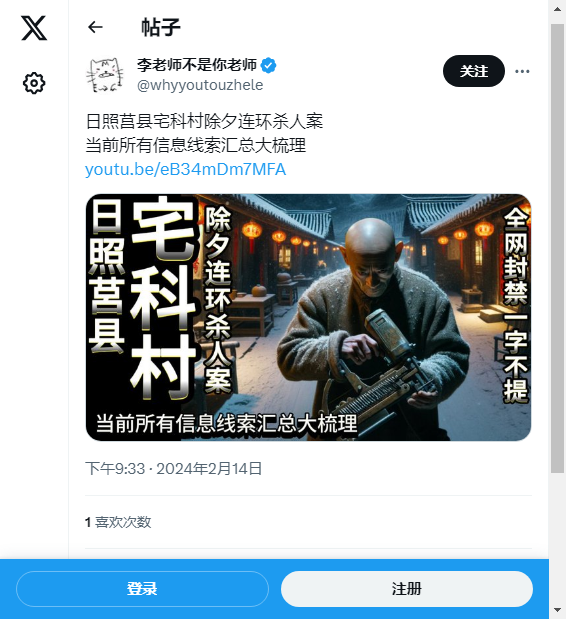 帖子
李老师不是你老师
@whyyoutouzhele
关注
日照莒县宅科村除夕连环杀人案
当前所有信息线索汇总大梳理
youtu.be/eB34mDm7MFA
日照莒县
宅科村
除夕连环杀人案
全网封禁一字不提
当前所有信息线索汇总大梳理
下午9:33 · 2024年2月14日
1 喜欢次数
登录
注册